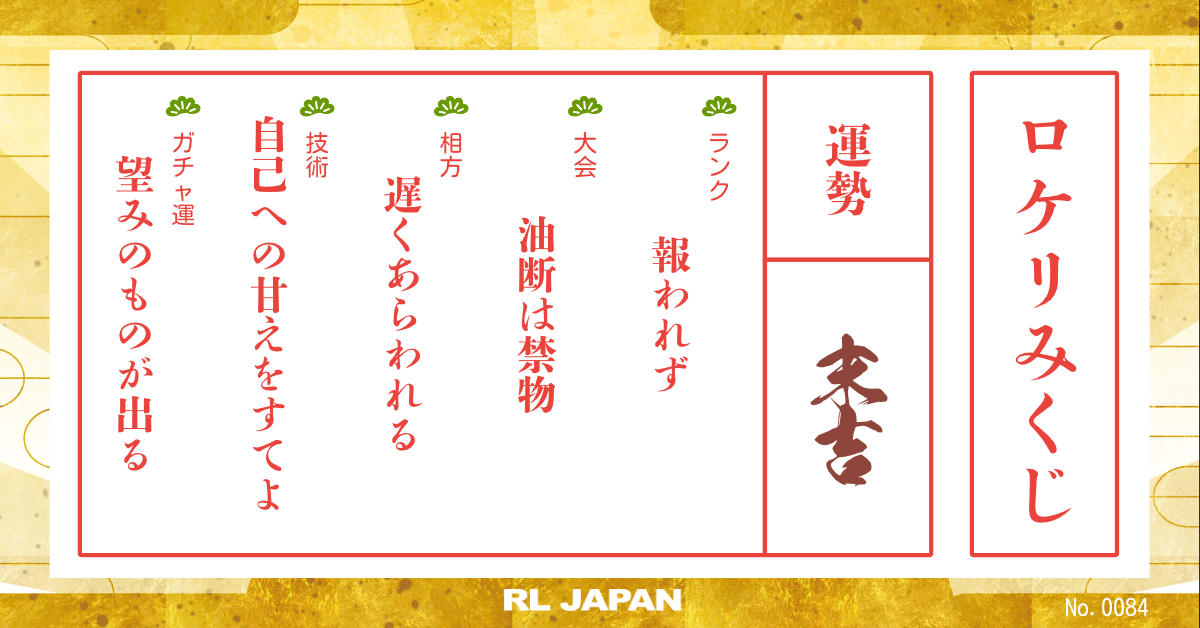 ロケリみくじ
運勢
末吉
ランク
報われず
大会
油断は禁物
相方
遅くあらわれる
技術
自己への甘えをすてよ
ガチャ運
望みのものが出る
RL JAPAN
No. 0084